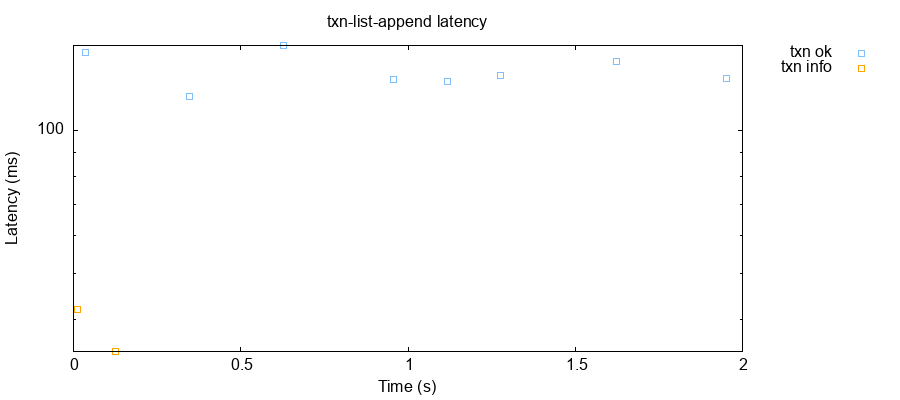 txn-list-append latency
txn ok
txn info
100
Latency (ms)
0 0.5 1 1.5 2
Time (s)